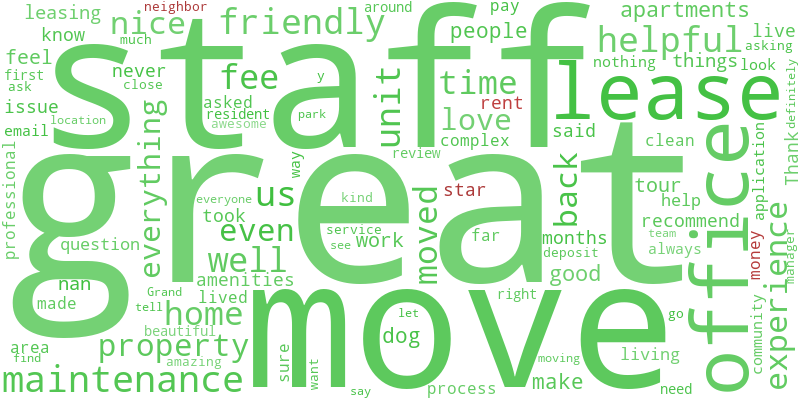 leasing
neighbor
nice
friendly
around
pay
apartments
know
much
people
helpful
live
asking
feel
first
ask
never
close
staff
fee
y
unit
time
nothing
things
look
lease
definitely
issue
asked
resident
awesome
park
rent
love
email
location
complex
said
clean
Thank
professional
everything
great
way
review
office
application
us
everyone
kind
star
back
tour
help
took
even
service
see
work
moved
far
months
deposit
recommend
team
always
money
experience
manager
question
well
good
nan
made
Grand
tell
lived
amenities
home
move
let
right
go
community
beautiful
dog
area
find
property
amazing
sure
want
moving
living
maintenance
say
process
make
need